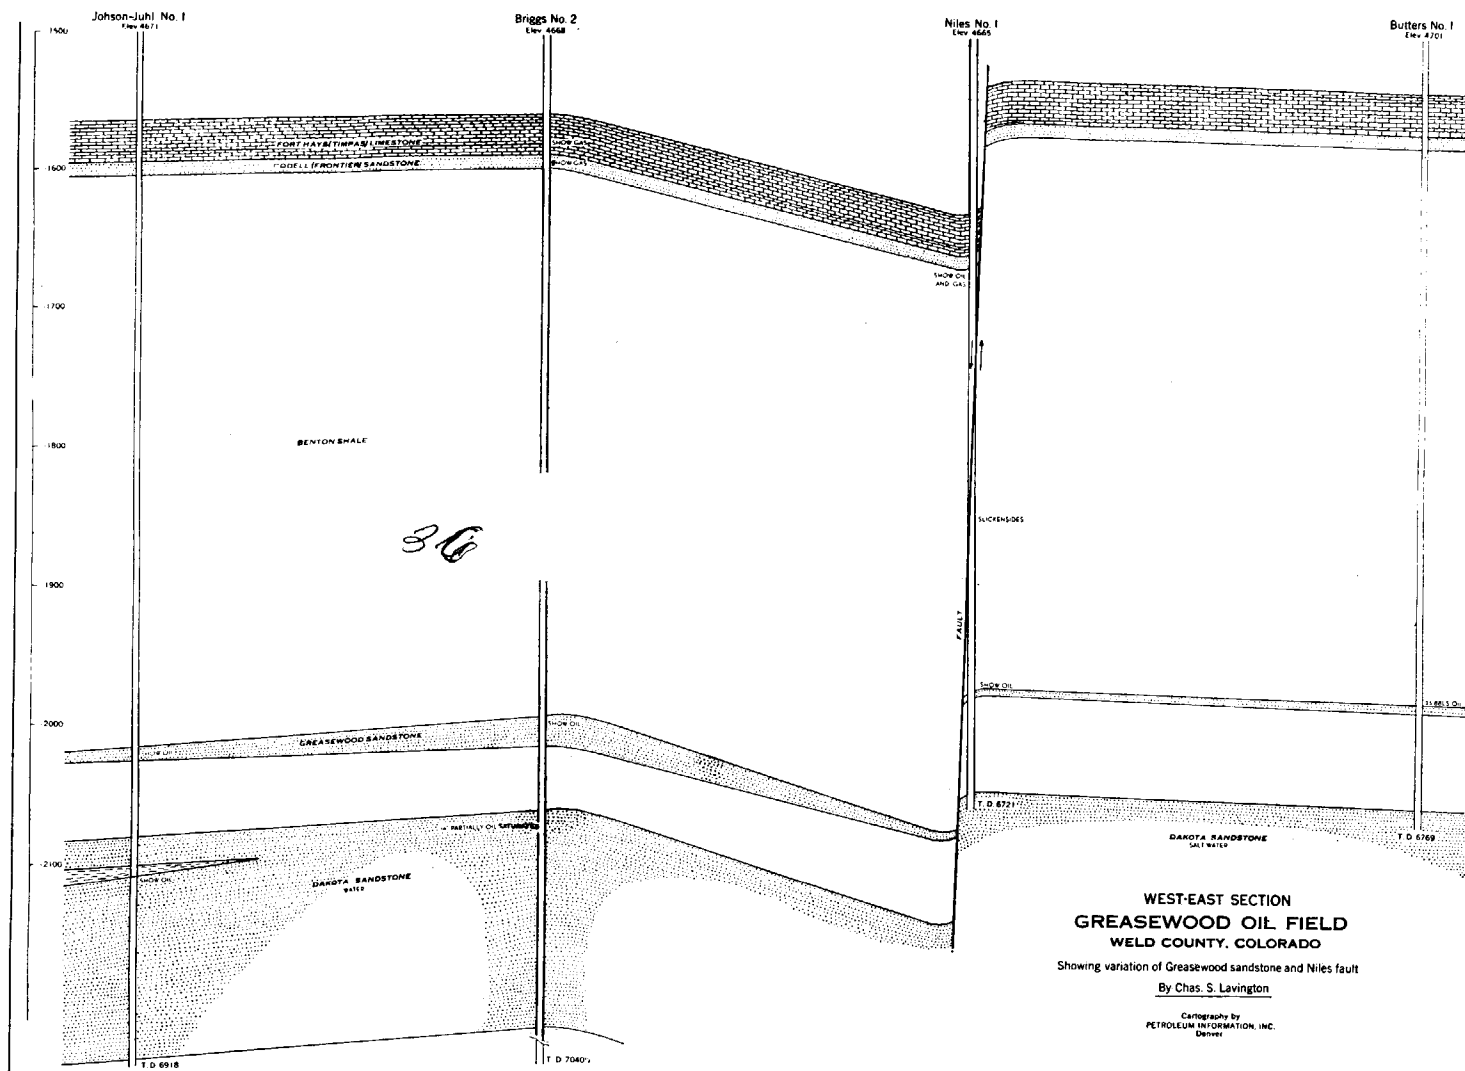 Johson-Juhl No. 1
Elev 4671
Briggs No. 2
Elev 4668
Niles No. 1
Elev 4665
Butters No. 1
Elev 4701
-1500
-1600
-1700
-1800
-1900
-2000
-2100
FORT HAYS (TIMPAS) LIMESTONE
CODELL (FRONTIER) SANDSTONE
SHOW GAS
SHOW GAS
SHOW OIL
AND GAS
BENTON SHALE
36
SLICKENSIDES
FAULT
SHOW OIL
GREASEWOOD SANDSTONE
SHOW OIL
SHOW OIL
BBLS OIL
T. D. 6721
T. D. 6769
PARTIALLY OIL SATURATED
SHOW OIL
DAKOTA SANDSTONE
WATER
DAKOTA SANDSTONE
SALT WATER
T. D. 6918
T. D. 7040
WEST-EAST SECTION
GREASEWOOD OIL FIELD
WELD COUNTY, COLORADO
Showing variation of Greasewood sandstone and Niles fault
By Chas. S. Lavington
Cartography by
PETROLEUM INFORMATION, INC.
Denver